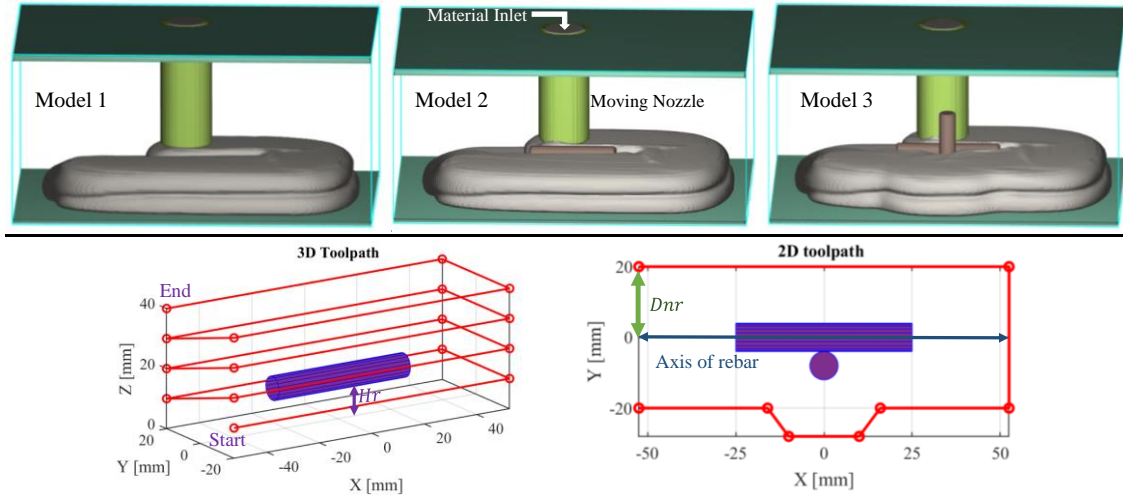 Material Inlet
Model 1
Model 2
Moving Nozzle
Model 3
3D Toolpath
End
40
20
0
Z [mm]
Hr
Start
20
0
-20
Y [mm]
-40
-20
0
20
40
X [mm]
2D toolpath
20
0
-20
Y [mm]
Dnr
Axis of rebar
-50
-25
0
25
50
X [mm]